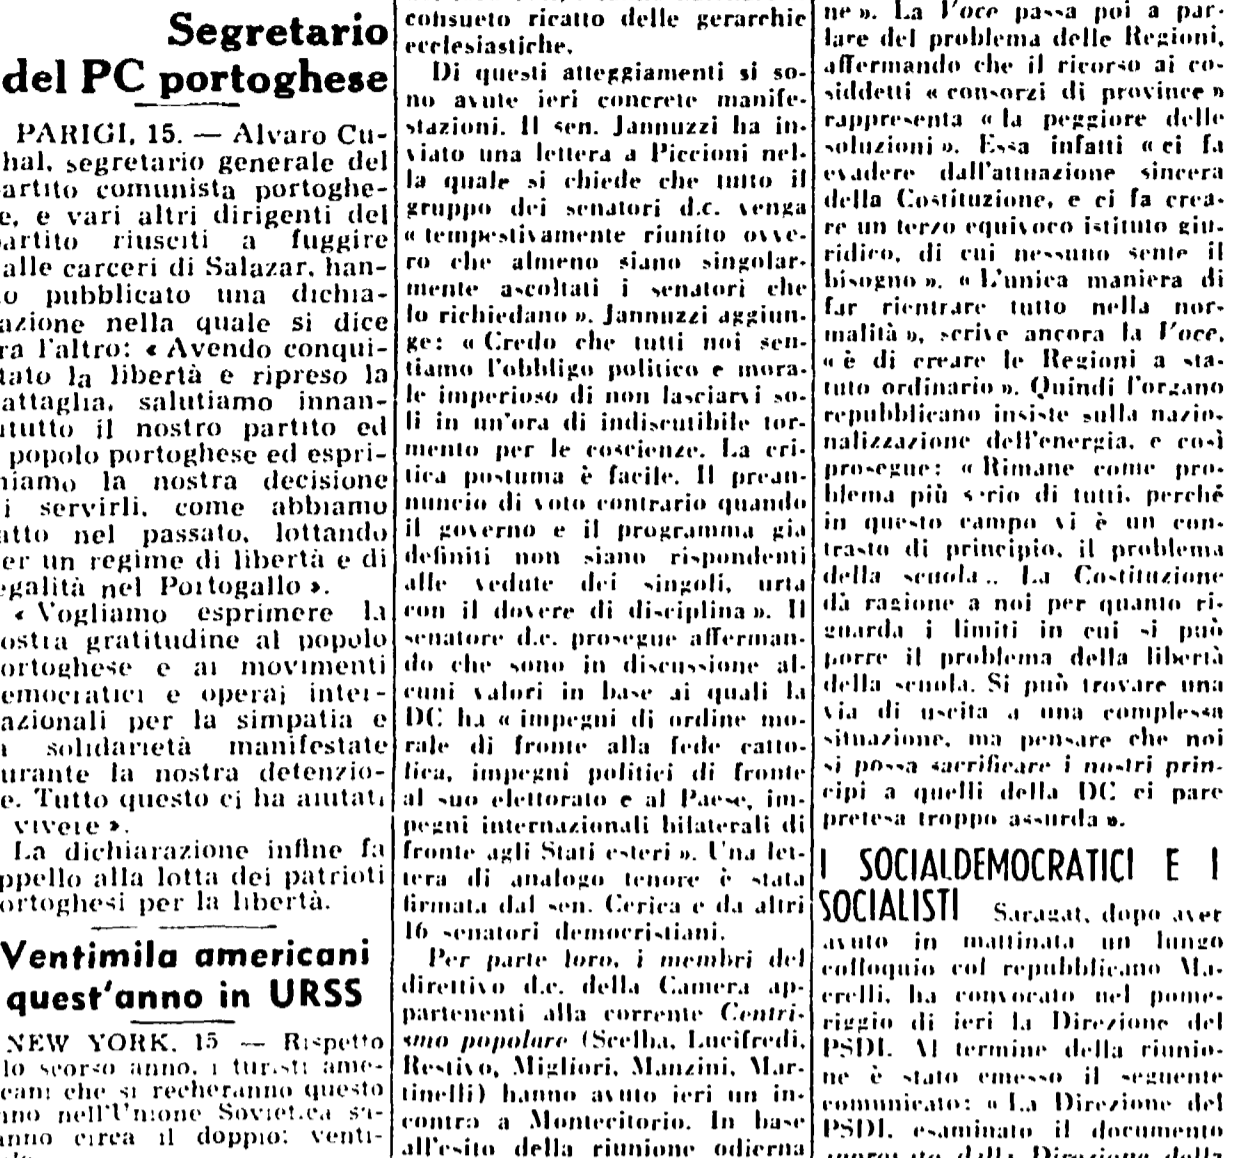 Segretario
del PC portoghese
PARIGI, 15. — Alvaro Cu-
hal, segretario generale del
artito comunista portoghe-
e, e vari altri dirigenti del
artito riusciti a fuggire
alle carceri di Salazar, han-
o pubblicato una dichia-
azione nella quale si dice
ra l'altro: « Avendo conqui-
tato la libertà e ripreso la
attaglia, salutiamo innan-
itutto il nostro partito ed
popolo portoghese ed espri-
niamo la nostra decisione
i servirli, come abbiamo
atto nel passato, lottando
er un regime di libertà e di
egalità nel Portogallo ».
« Vogliamo esprimere la
ostra gratitudine al popolo
ortoghese e ai movimenti
emocratici e operaj inter-
azionali per la simpatia e
a solidarietà manifestate
urante la nostra detenzio-
e. Tutto questo ci ha aiutati
vivere ».
La dichiarazione infine fa
ppello alla lotta dei patrioti
ortoghesi per la libertà.
Ventimila americani
quest'anno in URSS
NEW YORK, 15 — Rispetto
lo scorso anno, i turisti ame-
cani che si recheranno questo
nno nell'Unione Sovietica sa-
anno circa il doppio: venti-
consueto ricatto delle gerarchie
ecclesiastiche.
Di questi atteggiamenti si so-
no avute ieri concrete manife-
stazioni. Il sen. Jannuzzi ha in-
viato una lettera a Piccioni nel-
la quale si chiede che tutto il
gruppo dei senatori d.c. venga
« tempestivamente riunito ovve-
ro che almeno siano singolar-
mente ascoltati i senatori che
lo richiedano ». Jannuzzi aggiun-
ge: « Credo che tutti noi sen-
tiamo l'obbligo politico e mora-
le imperioso di non lasciarvi so-
li in un'ora di indiscutibile tor-
mento per le coscienze. La cri-
tica postuma è facile. Il prean-
nuncio di voto contrario quando
il governo e il programma già
definiti non siano rispondenti
alle vedute dei singoli, urta
con il dovere di disciplina ». Il
senatore d.c. prosegue afferman-
do che sono in discussione al-
cuni valori in base ai quali la
DC ha « impegni di ordine mo-
rale di fronte alla fede catto-
lica, impegni politici di fronte
al suo elettorato e al Paese, im-
pegni internazionali bilaterali di
fronte agli Stati esteri ». Una let-
tera di analogo tenore è stata
firmata dal sen. Cerica e da altri
16 senatori democristiani.
Per parte loro, i membri del
direttivo d.c. della Camera ap-
partenenti alla corrente Centri-
smo popolare (Scelba, Lucifredi,
Restivo, Migliori, Manzini, Mar-
tinelli) hanno avuto ieri un in-
contro a Montecitorio. In base
all'esito della riunione odierna
ne ». La Voce passa poi a par-
lare del problema delle Regioni,
affermando che il ricorso ai co-
siddetti « consorzi di province »
rappresenta « la peggiore delle
soluzioni ». Essa infatti « ci fa
evadere dall'attuazione sincera
della Costituzione, e ci fa crea-
re un terzo equivoco istituto giu-
ridico, di cui nessuno sente il
bisogno ». « L'unica maniera di
far rientrare tutto nella nor-
malità », scrive ancora la Voce,
« è di creare le Regioni a sta-
tuto ordinario ». Quindi l'organo
repubblicano insiste sulla nazio-
nalizzazione dell'energia, e così
prosegue: « Rimane come pro-
blema più serio di tutti, perché
in questo campo vi è un con-
trasto di principio, il problema
della scuola.. La Costituzione
dà ragione a noi per quanto ri-
guarda i limiti in cui si può
porre il problema della libertà
della scuola. Si può trovare una
via di uscita a una complessa
situazione, ma pensare che noi
si possa sacrificare i nostri prin-
cipi a quelli della DC ci pare
pretesa troppo assurda ».
I SOCIALDEMOCRATICI E I
SOCIALISTI Saragat, dopo aver
avuto in mattinata un lungo
colloquio col repubblicano Ma-
crelli, ha convocato nel pome-
riggio di ieri la Direzione del
PSDI. Al termine della riunio-
ne è stato emesso il seguente
comunicato: « La Direzione del
PSDI, esaminato il documento
approvato dalla Direzione della